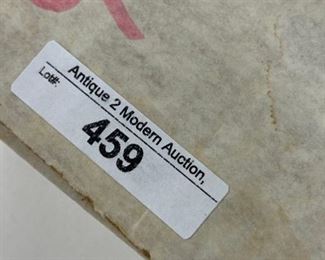 Antique 2 Modern Auction,
Lot#:
459